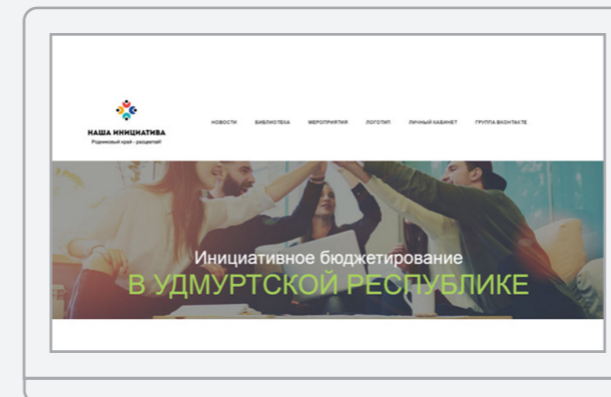 НАША ИНИЦИАТИВА
Родниковый край - расцветай!
НОВОСТИ БИБЛИОТЕКА МЕРОПРИЯТИЯ ЛОГОТИП ЛИЧНЫЙ КАБИНЕТ ГРУППА ВКОНТАКТЕ
Инициативное бюджетирование
В УДМУРТСКОЙ РЕСПУБЛИКЕ